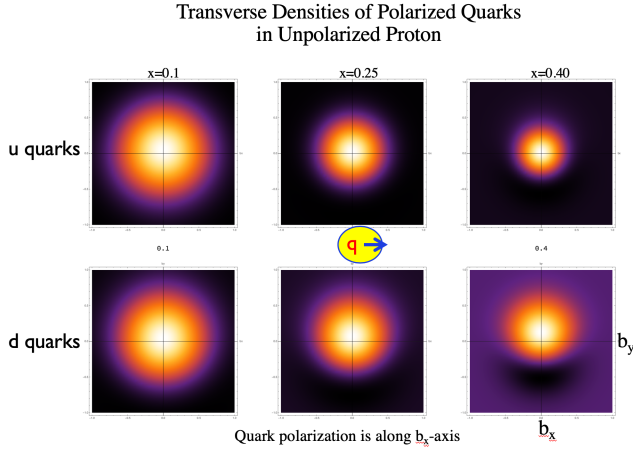 Transverse Densities of Polarized Quarks
in Unpolarized Proton
x=0.1 x=0.25 x=0.40
u quarks
0.1 q 0.4
d quarks
by
bx
Quark polarization is along bx-axis